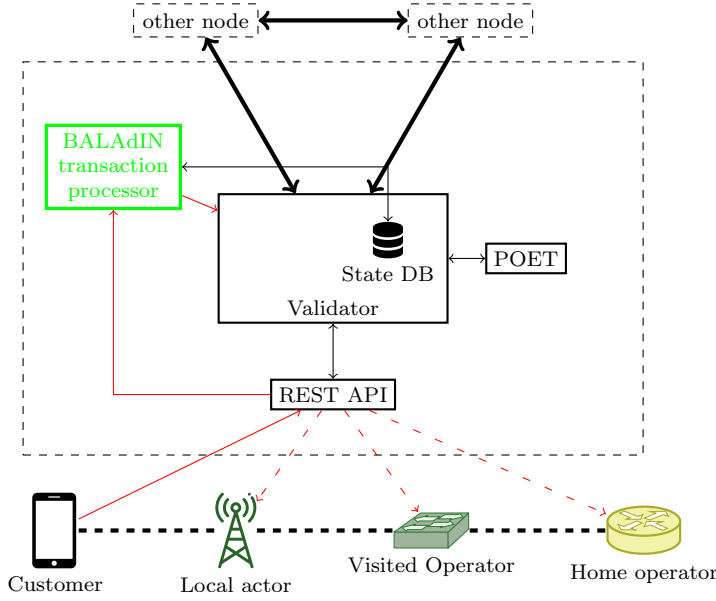 other node
other node
BALAdIN
transaction
processor
State DB
POET
Validator
REST API
Customer
Local actor
Visited Operator
Home operator